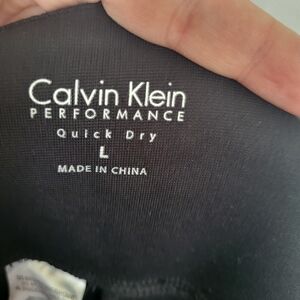 Calvin Klein
PERFORMANCE
Quick Dry
L
MADE IN CHINA